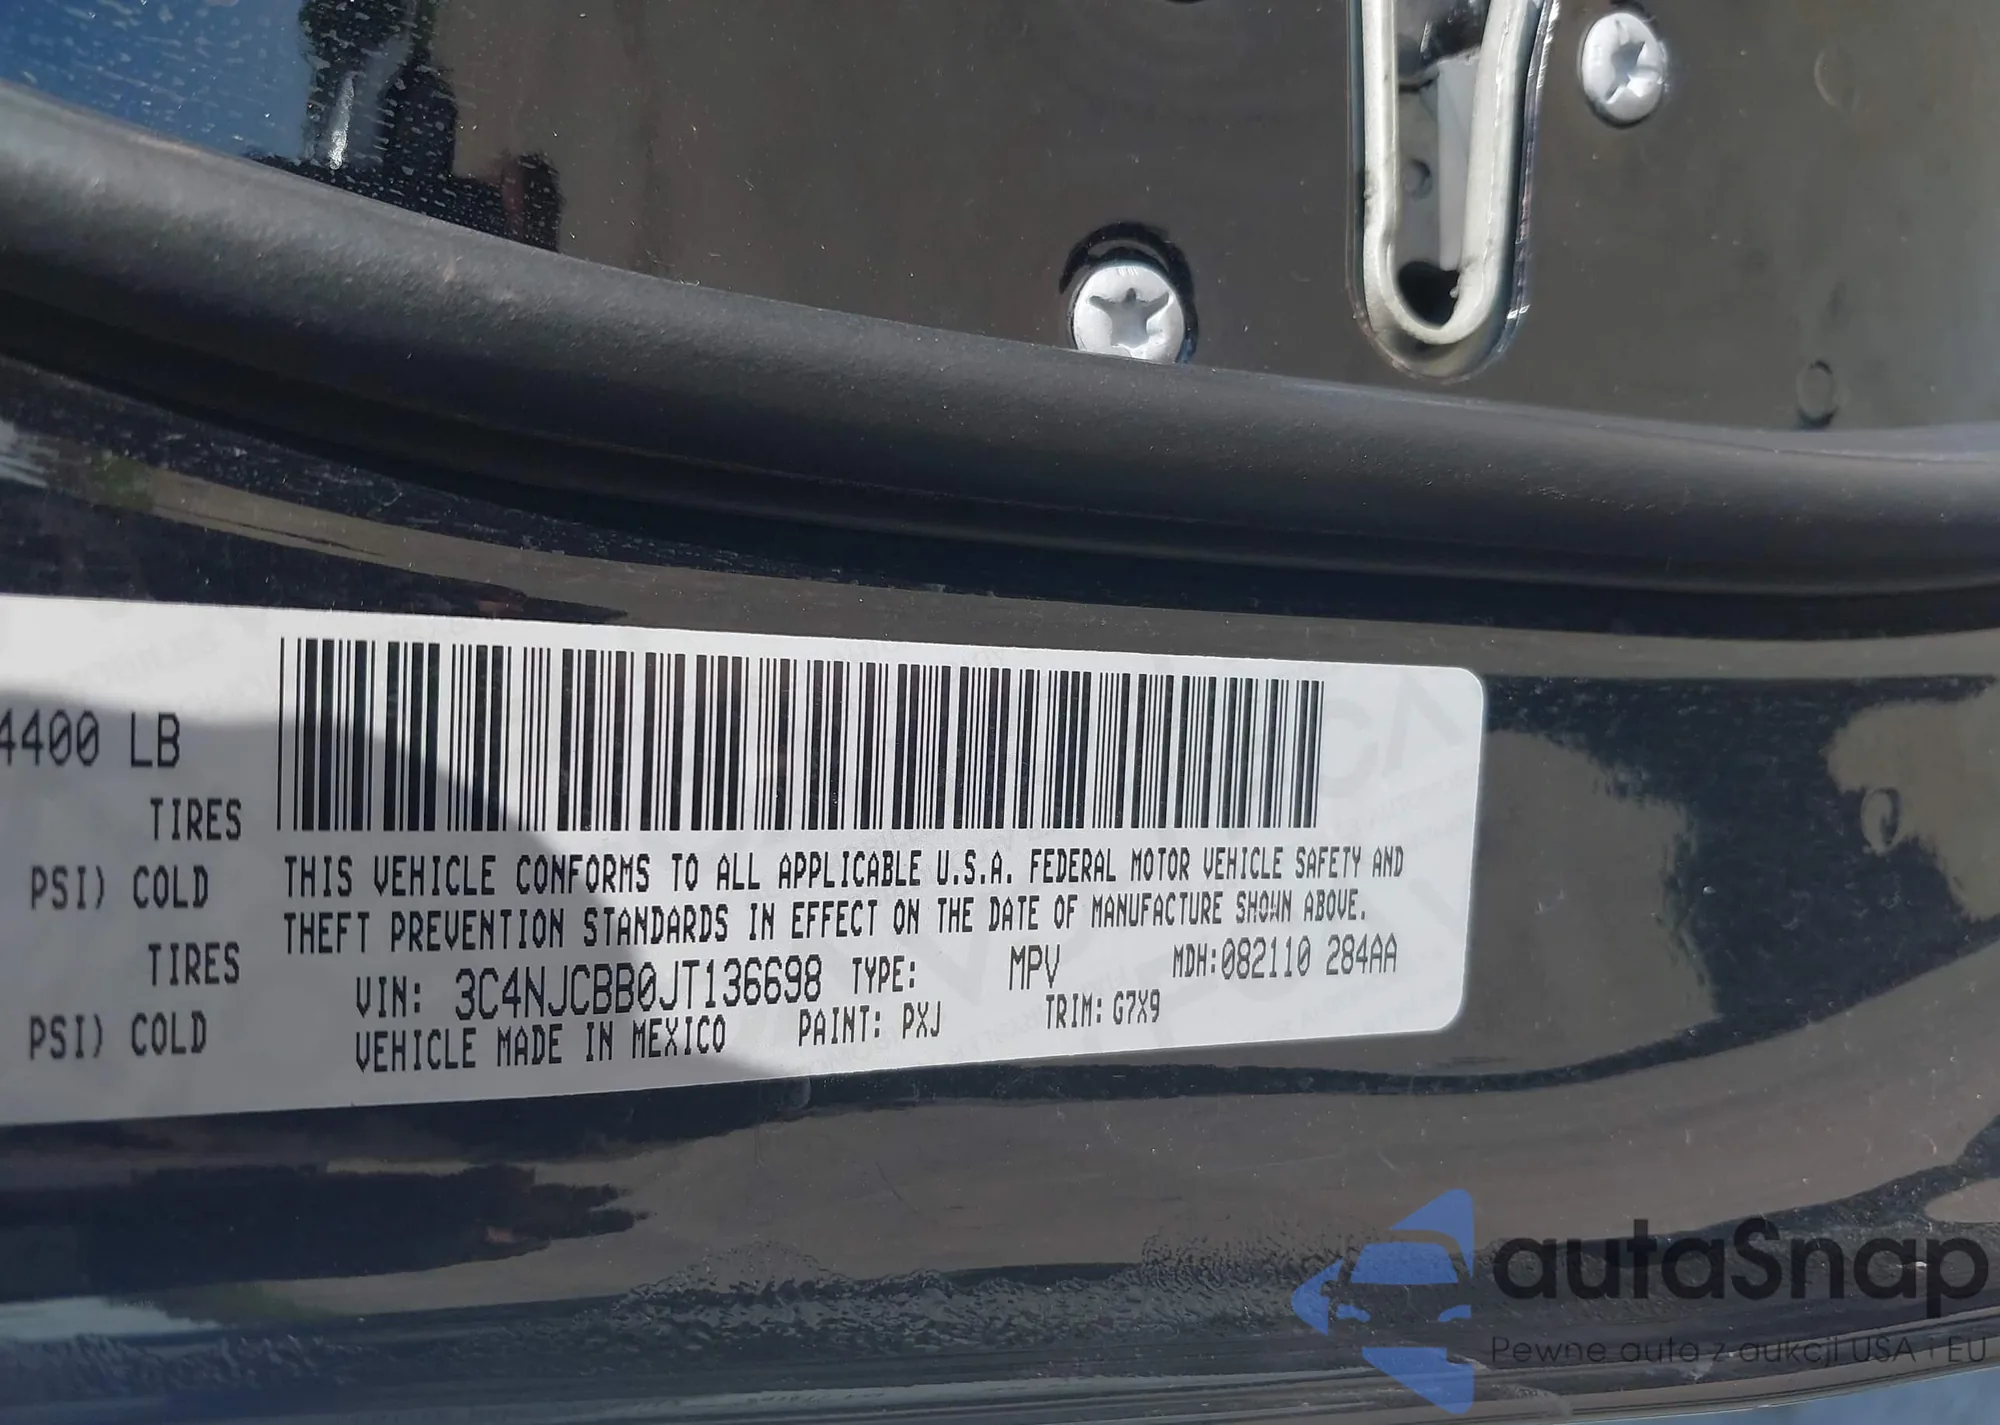 4400 LB
TIRES
PSI) COLD
TIRES
PSI) COLD
THIS VEHICLE CONFORMS TO ALL APPLICABLE U.S.A. FEDERAL MOTOR VEHICLE SAFETY AND
THEFT PREVENTION STANDARDS IN EFFECT ON THE DATE OF MANUFACTURE SHOWN ABOVE.
VIN: 3C4NJCBB0JT136698 TYPE: MPV MDH:082110 284AA
VEHICLE MADE IN MEXICO PAINT: PXJ TRIM: G7X9
autaSnap
Pewne auto z aukcji USA i EU